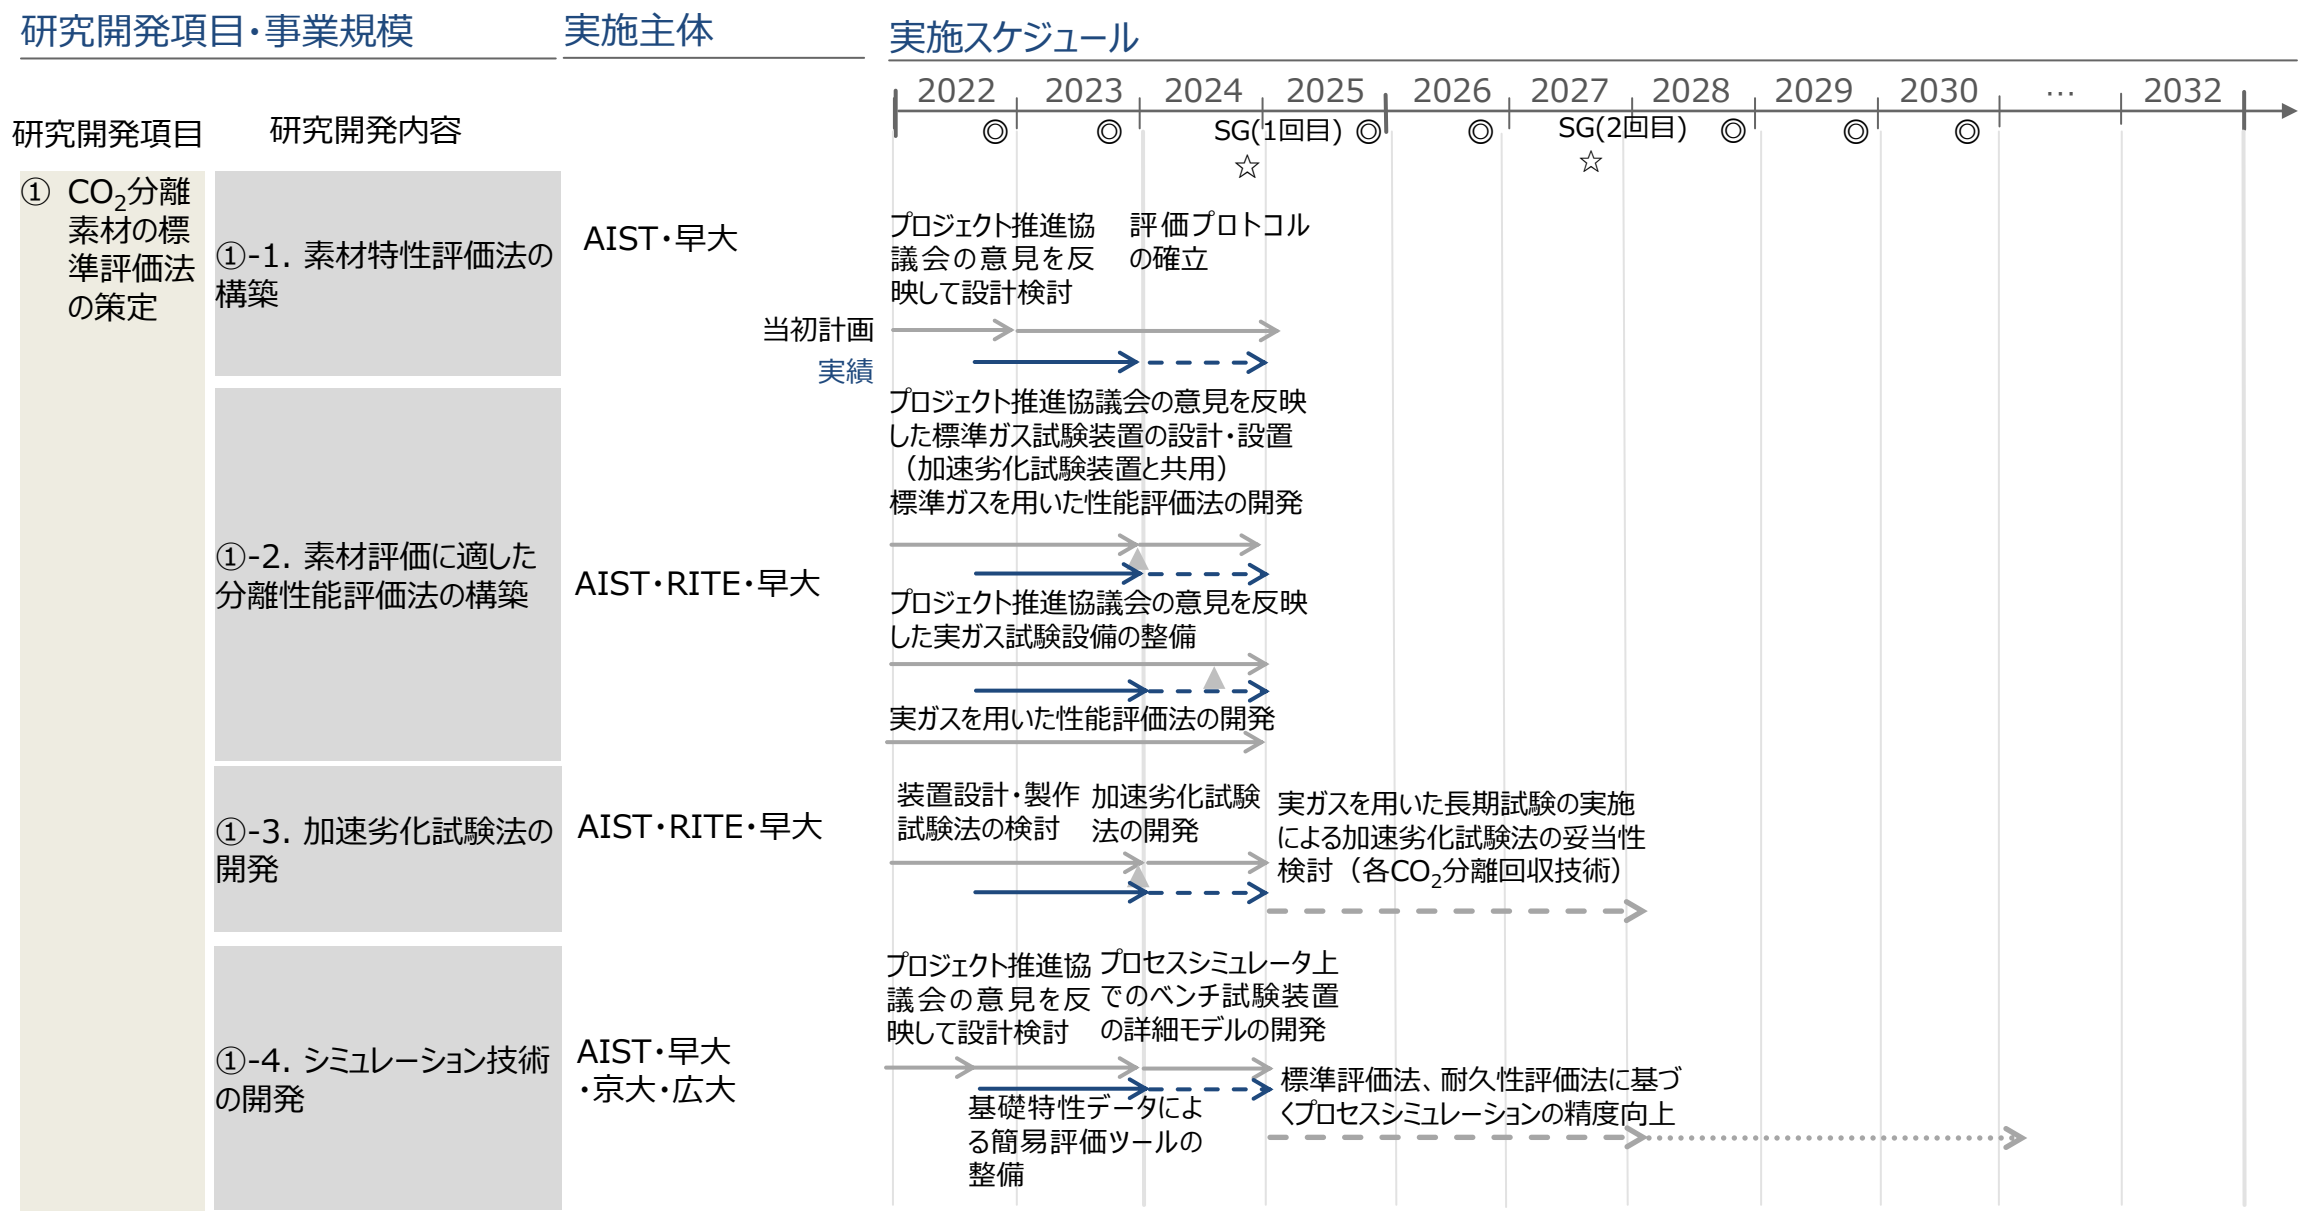 研究開発項目・事業規模
実施主体
実施スケジュール
2022 2023 2024 2025 2026 2027 2028 2029 2030 … 2032
研究開発項目
研究開発内容
◎ ◎ SG(1回目) ◎ ◎ SG(2回目) ◎ ◎ ◎
☆ ☆
① CO2分離
素材の標
準評価法
の策定
①-1. 素材特性評価法の
構築
AIST・早大
プロジェクト推進協
議会の意見を反
映して設計検討
評価プロトコル
の確立
当初計画
実績
①-2. 素材評価に適した
分離性能評価法の構築
AIST・RITE・早大
プロジェクト推進協議会の意見を反映
した標準ガス試験装置の設計・設置
（加速劣化試験装置と共用）
標準ガスを用いた性能評価法の開発
プロジェクト推進協議会の意見を反映
した実ガス試験設備の整備
実ガスを用いた性能評価法の開発
①-3. 加速劣化試験法の
開発
AIST・RITE・早大
装置設計・製作
試験法の検討
加速劣化試験
法の開発
実ガスを用いた長期試験の実施
による加速劣化試験法の妥当性
検討（各CO2分離回収技術）
①-4. シミュレーション技術
の開発
AIST・早大
・京大・広大
プロジェクト推進協
議会の意見を反
映して設計検討
プロセスシミュレータ上
でのベンチ試験装置
の詳細モデルの開発
基礎特性データによ
る簡易評価ツールの
整備
標準評価法、耐久性評価法に基づ
くプロセスシミュレーションの精度向上